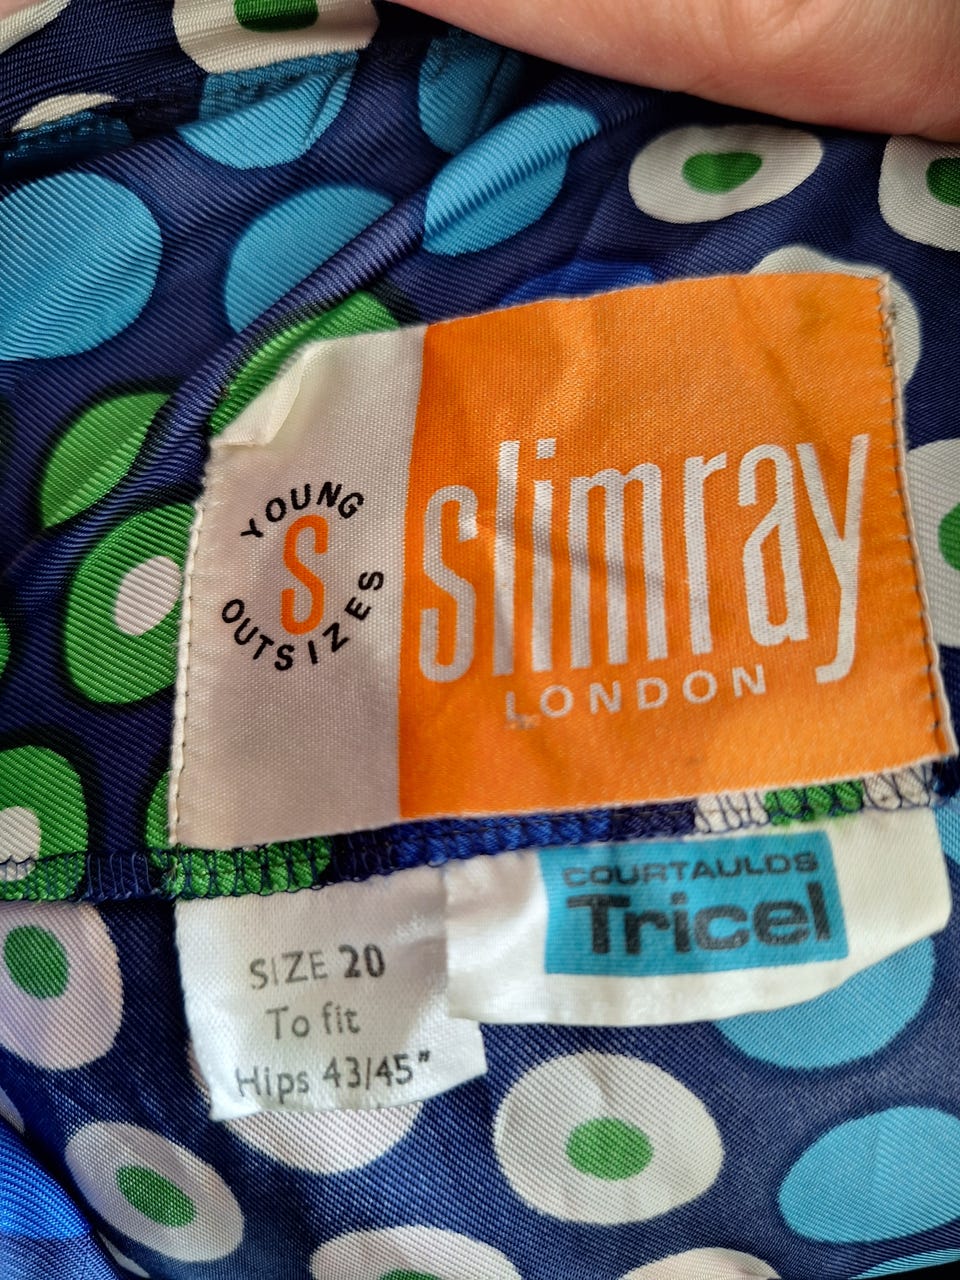 YOUNG
S
OUTSIZES
slimray
LONDON
COURTAULDS
Tricel
SIZE 20
To fit
Hips 43/45"